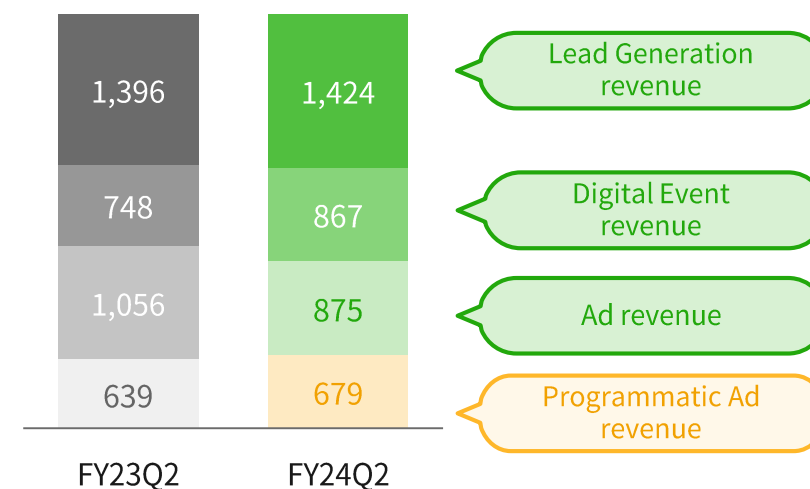 1,396
748
1,056
639
FY23Q2
1,424
867
875
679
FY24Q2
Lead Generation
revenue
Digital Event
revenue
Ad revenue
Programmatic Ad
revenue